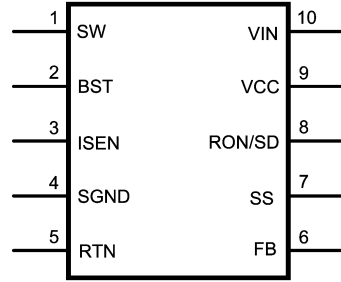 1 SW VIN 10
2 BST VCC 9
3 ISEN RON/SD 8
4 SGND SS 7
5 RTN FB 6